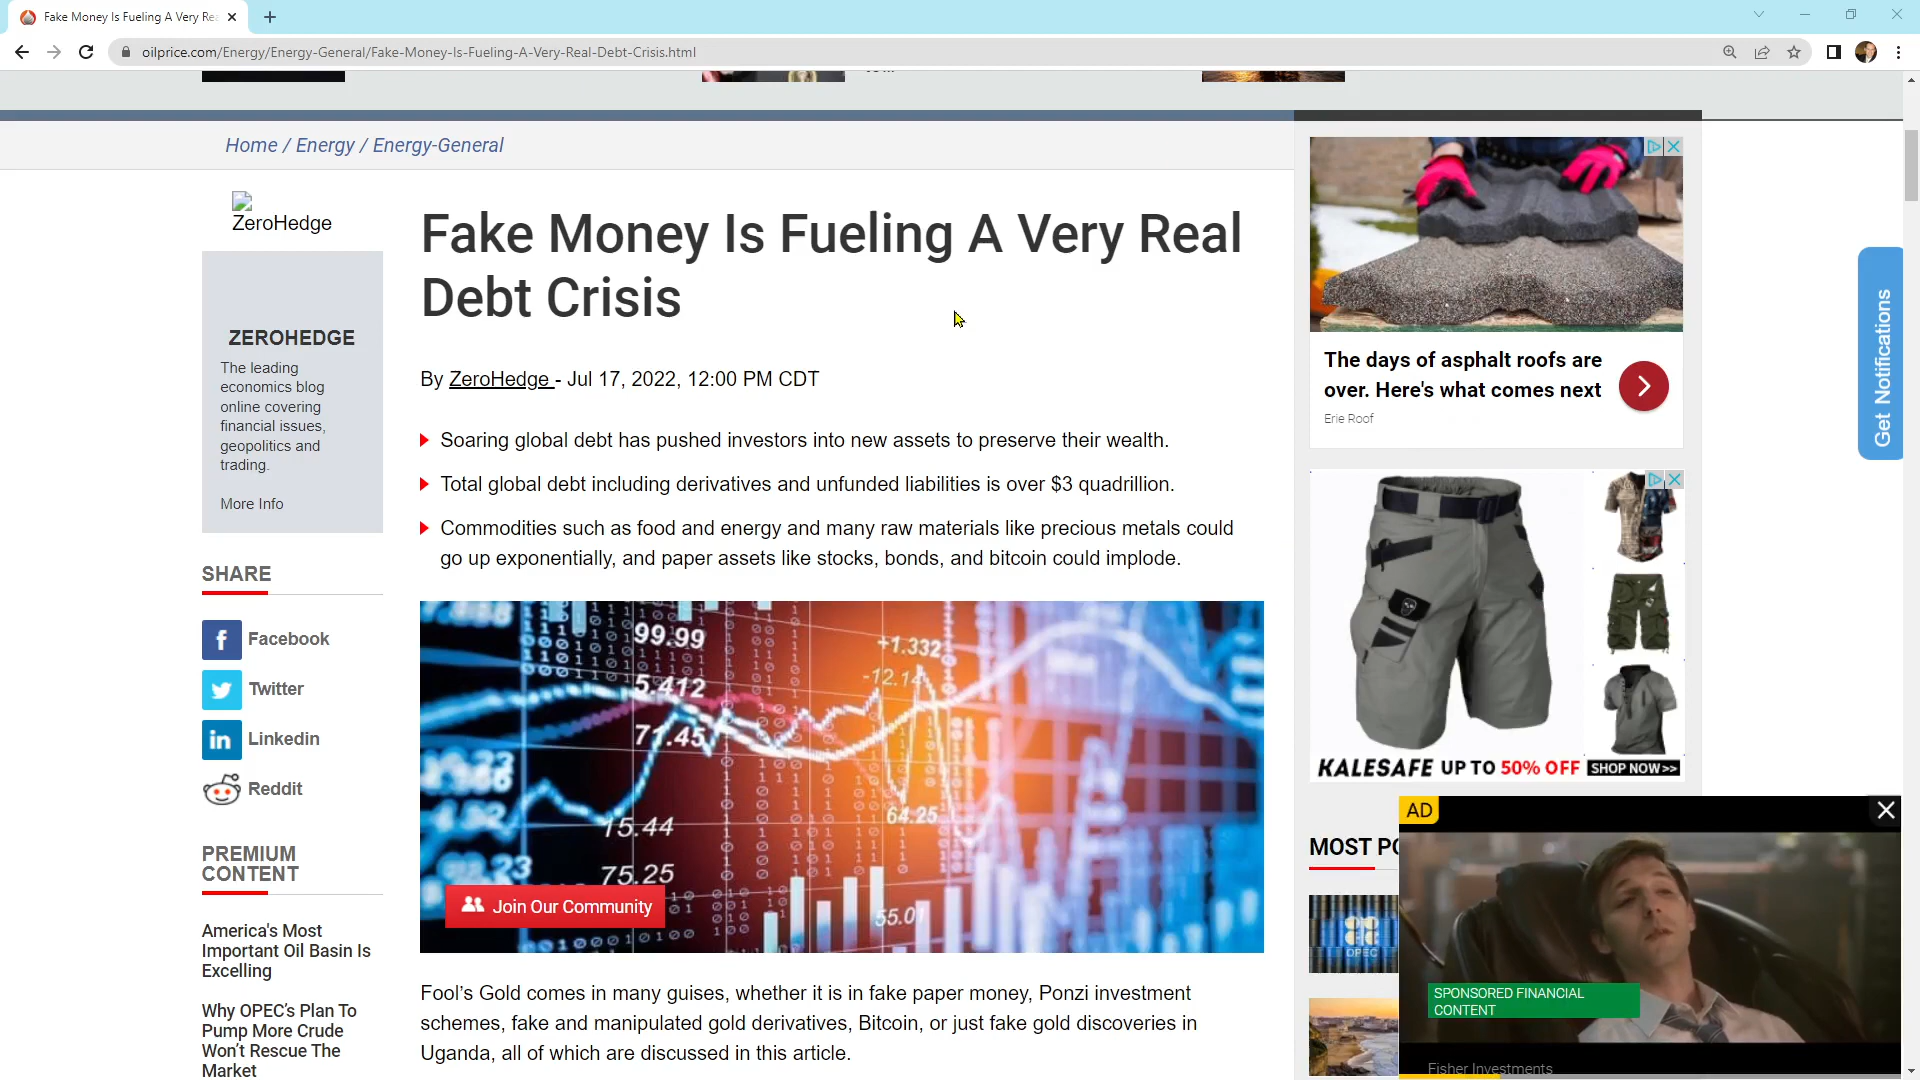 Fake Money Is Fueling A Very Rea
oilprice.com/Energy/Energy-General/Fake-Money-Is-Fueling-A-Very-Real-Debt-Crisis.html
Home / Energy / Energy-General
ZeroHedge
ZEROHEDGE
The leading
economics blog
online covering
financial issues,
geopolitics and
trading.
More Info
SHARE
Facebook
Twitter
Linkedin
Reddit
PREMIUM
CONTENT
America's Most
Important Oil Basin Is
Excelling
Why OPEC’s Plan To
Pump More Crude
Won’t Rescue The
Market
Fake Money Is Fueling A Very Real
Debt Crisis
By ZeroHedge - Jul 17, 2022, 12:00 PM CDT
Soaring global debt has pushed investors into new assets to preserve their wealth.
Total global debt including derivatives and unfunded liabilities is over $3 quadrillion.
Commodities such as food and energy and many raw materials like precious metals could
go up exponentially, and paper assets like stocks, bonds, and bitcoin could implode.
99.99
+1.332
-12.14
5.412
71.45
64.25
15.44
75.25
55.01
Join Our Community
Fool’s Gold comes in many guises, whether it is in fake paper money, Ponzi investment
schemes, fake and manipulated gold derivatives, Bitcoin, or just fake gold discoveries in
Uganda, all of which are discussed in this article.
The days of asphalt roofs are
over. Here's what comes next
Erie Roof
KALESAFE UP TO 50% OFF SHOP NOW>>
MOST PO
OPEC
AD
SPONSORED FINANCIAL
CONTENT
Fisher Investments
Get Notifications